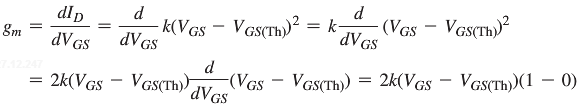 g_m = dI_D/dV_GS = d/dV_GS k(V_GS − V_GS(Th))² = k d/dV_GS (V_GS − V_GS(Th))²
= 2k(V_GS − V_GS(Th)) d/dV_GS (V_GS − V_GS(Th)) = 2k(V_GS − V_GS(Th))(1 − 0)